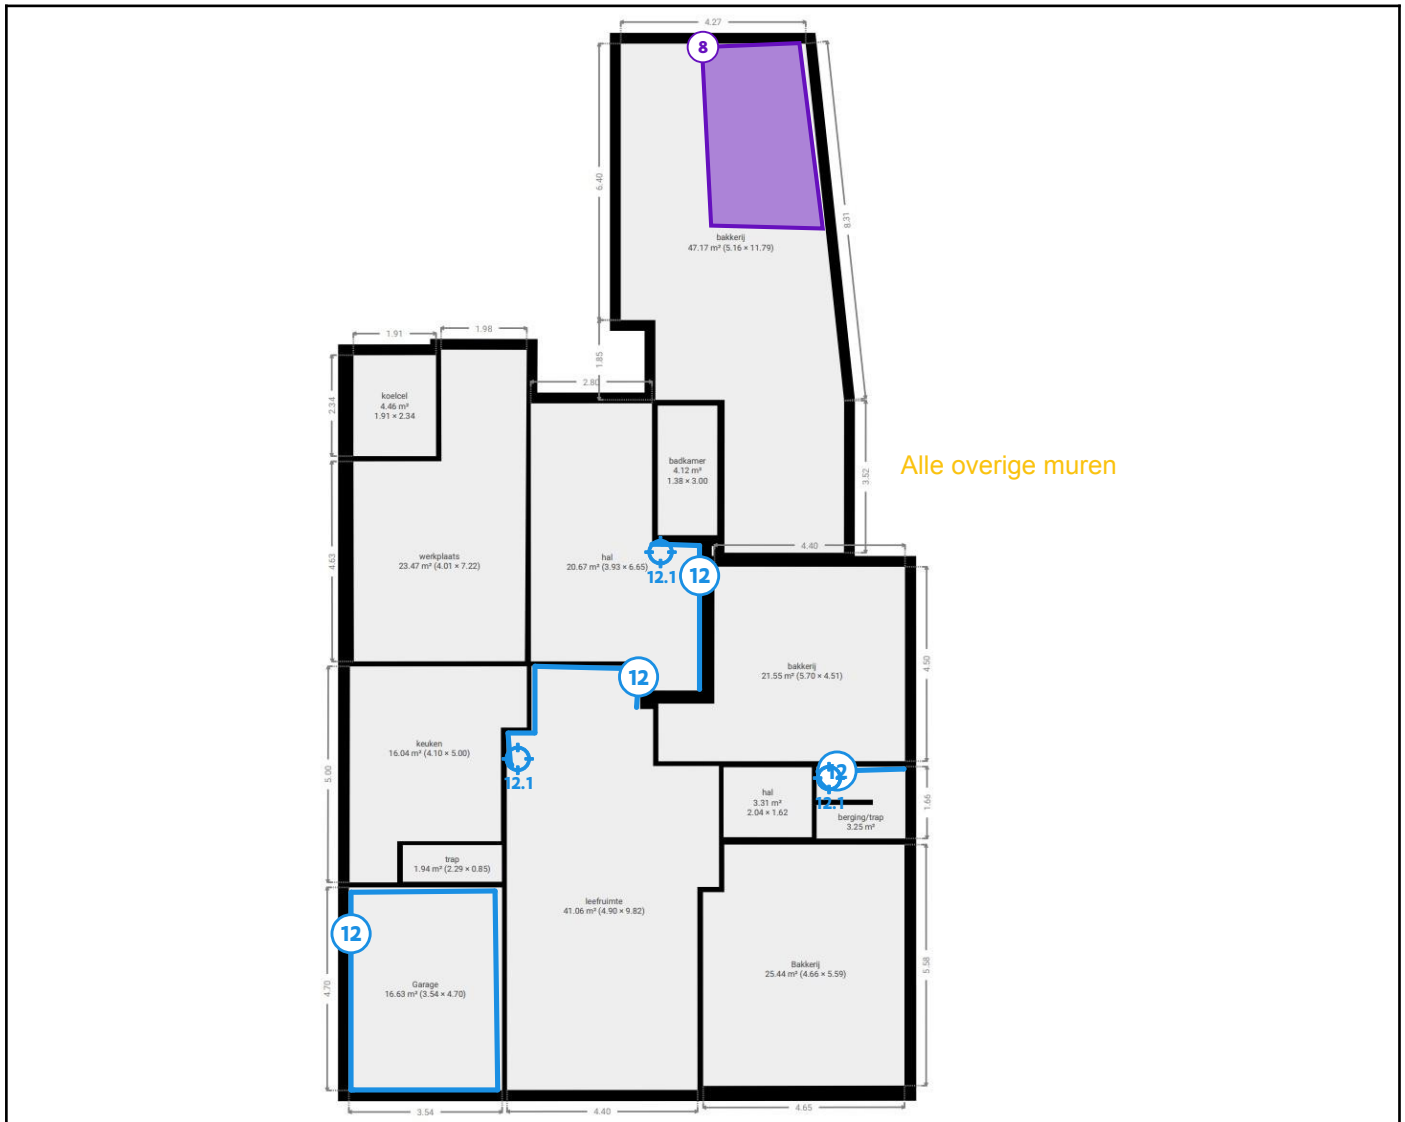 4.27
8
6.40
8.31
bakkerij
47.17 m² (5.16 × 11.79)
1.91
1.98
1.85
2.80
2.34
koelcel
4.46 m²
1.91 × 2.34
badkamer
4.12 m²
1.38 × 3.00
3.52
Alle overige muren
4.63
werkplaats
23.47 m² (4.01 × 7.22)
hal
20.67 m² (3.93 × 6.65)
4.40
12.1
12
4.50
bakkerij
21.55 m² (5.70 × 4.51)
12
keuken
16.04 m² (4.10 × 5.00)
5.00
12.1
12
12.1
hal
3.31 m²
2.04 × 1.62
berging/trap
3.25 m²
1.66
trap
1.94 m² (2.29 × 0.85)
leefruimte
41.06 m² (4.90 × 9.82)
12
4.70
Garage
16.63 m² (3.54 × 4.70)
Bakkerij
25.44 m² (4.66 × 5.59)
5.58
3.54
4.40
4.65